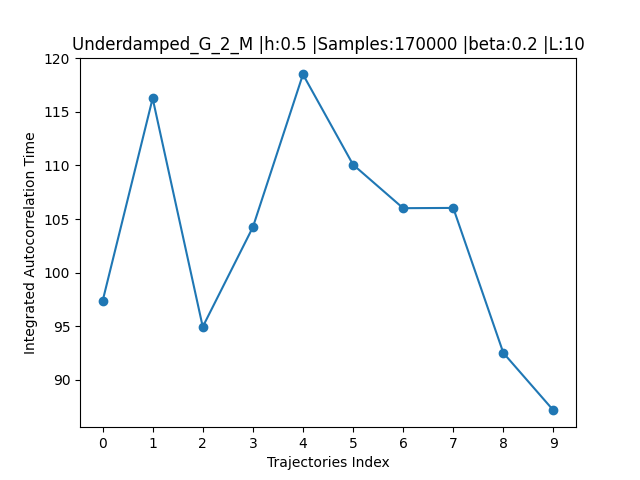 Underdamped_G_2_M |h:0.5 |Samples:170000 |beta:0.2 |L:10
120
115
110
105
100
95
90
Integrated Autocorrelation Time
0 1 2 3 4 5 6 7 8 9
Trajectories Index